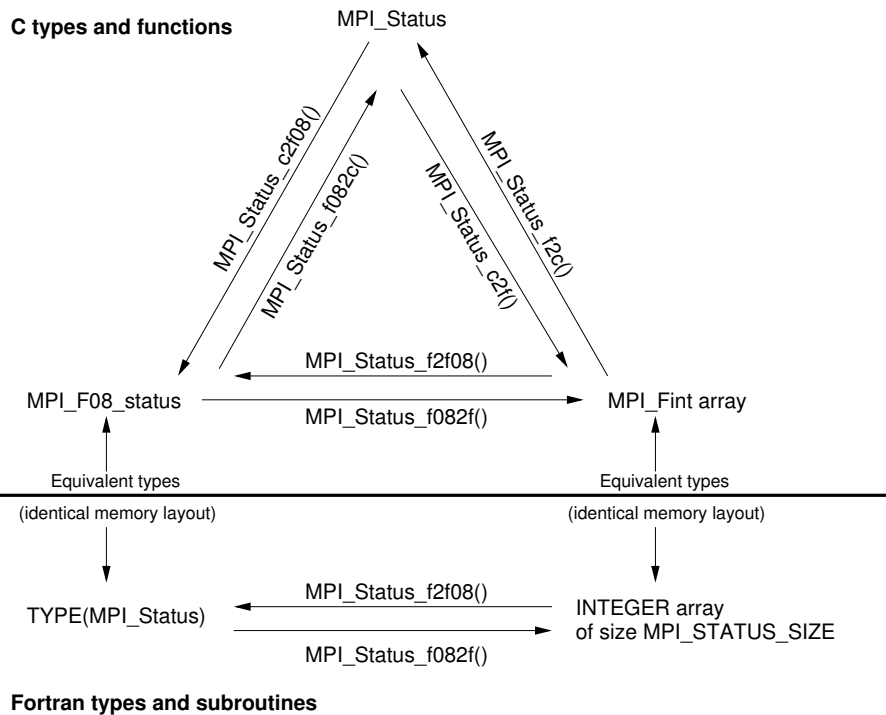 MPI_Status
C types and functions
MPI_Status_c2f08()
MPI_Status_f082c()
MPI_Status_c2f()
MPI_Status_f2c()
MPI_Status_f2f08()
MPI_F08_status
MPI_Fint array
MPI_Status_f082f()
Equivalent types
Equivalent types
(identical memory layout)
(identical memory layout)
MPI_Status_f2f08()
TYPE(MPI_Status)
INTEGER array
of size MPI_STATUS_SIZE
MPI_Status_f082f()
Fortran types and subroutines